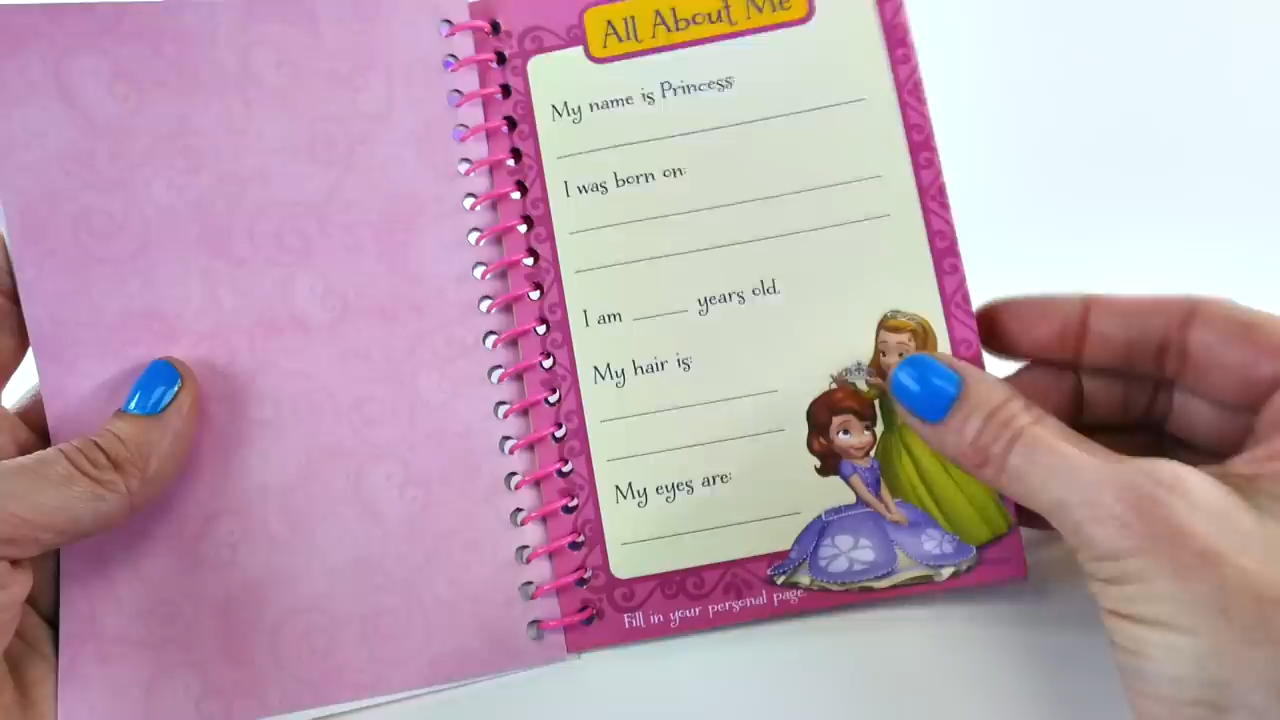 All About Me
My name is Princess:
I was born on:
I am _____ years old.
My hair is:
My eyes are:
Fill in your personal page.